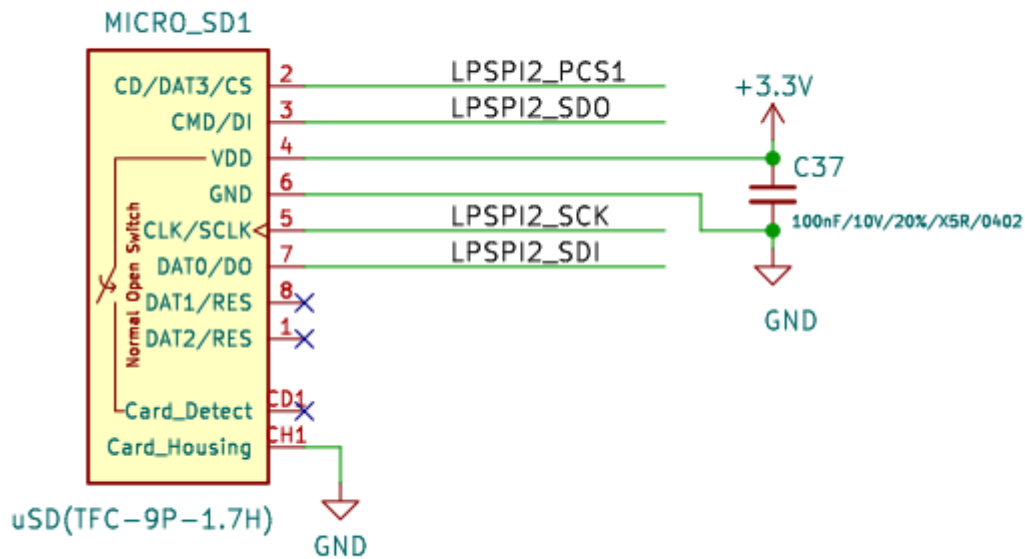 MICRO_SD1
CD/DAT3/CS 2 LPSPI2_PCS1
CMD/DI 3 LPSPI2_SDO
+3.3V
VDD 4
C37
GND 6
100nF/10V/20%/X5R/0402
CLK/SCLK 5 LPSPI2_SCK
DAT0/DO 7 LPSPI2_SDI
Normal Open Switch
DAT1/RES 8
GND
DAT2/RES 1
Card_Detect CD1
Card_Housing CH1
uSD(TFC-9P-1.7H)
GND